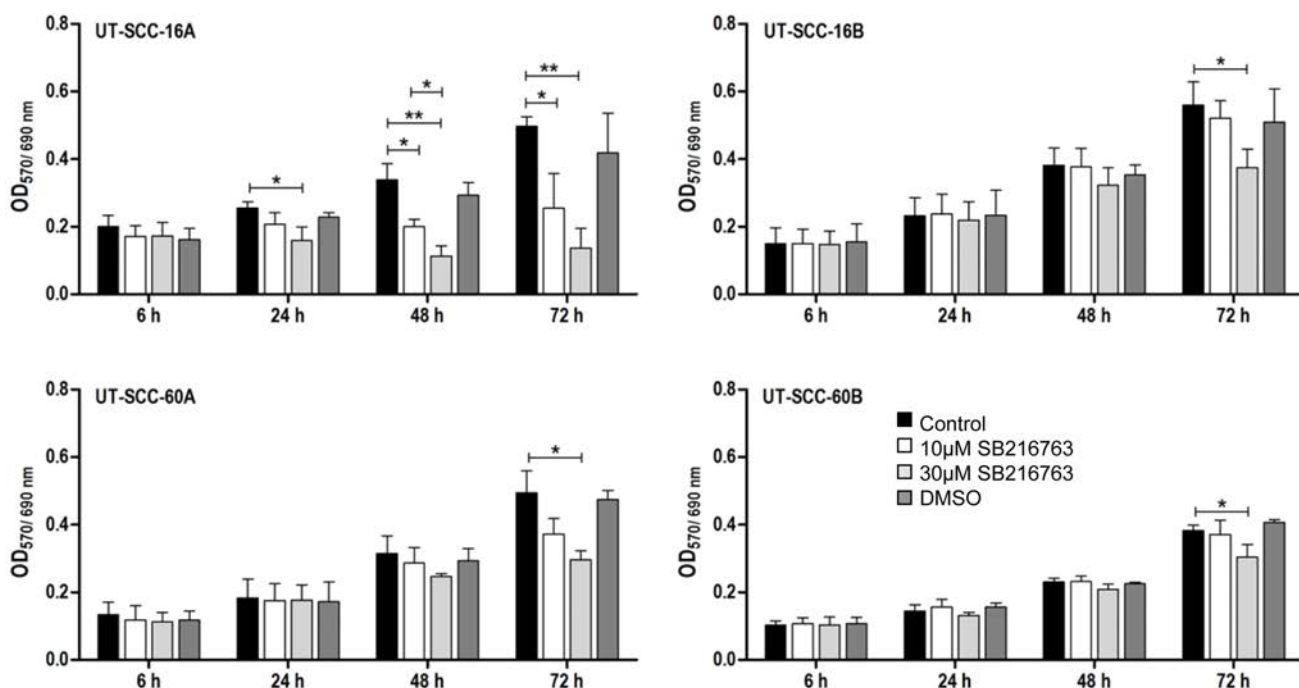 UT-SCC-16A
OD570/ 690 nm
0.8
0.6
0.4
0.2
0.0
*
*
**
*
*
**
6 h
24 h
48 h
72 h
UT-SCC-16B
OD570/ 690 nm
0.8
0.6
0.4
0.2
0.0
*
6 h
24 h
48 h
72 h
UT-SCC-60A
OD570/ 690 nm
0.8
0.6
0.4
0.2
0.0
*
6 h
24 h
48 h
72 h
UT-SCC-60B
OD570/ 690 nm
0.8
0.6
0.4
0.2
0.0
Control
10µM SB216763
30µM SB216763
DMSO
*
6 h
24 h
48 h
72 h